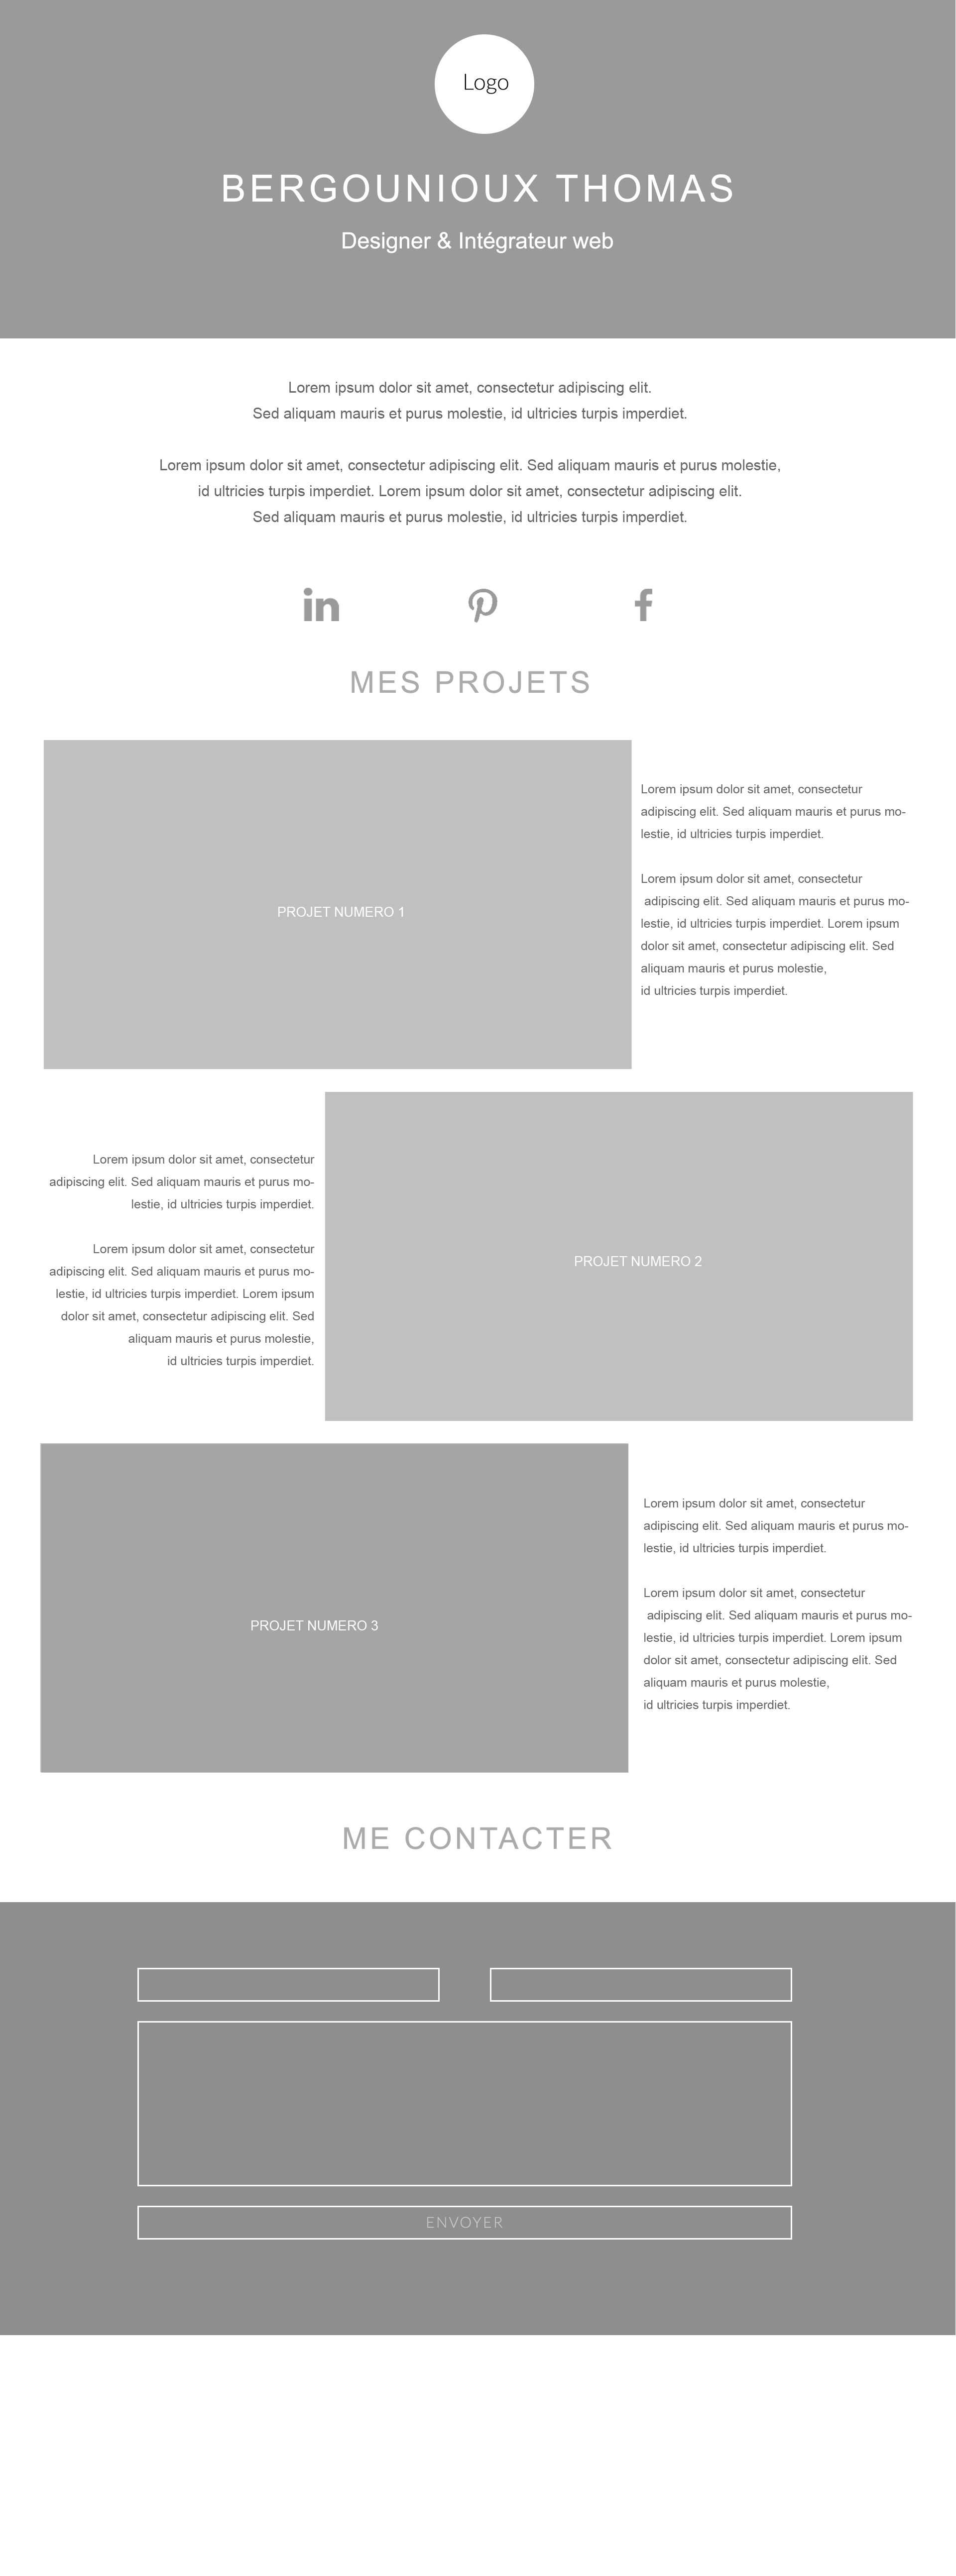 Logo
BERGOUNIOUX THOMAS
Designer & Intégrateur web
Lorem ipsum dolor sit amet, consectetur adipiscing elit.
Sed aliquam mauris et purus molestie, id ultricies turpis imperdiet.
Lorem ipsum dolor sit amet, consectetur adipiscing elit. Sed aliquam mauris et purus molestie,
id ultricies turpis imperdiet. Lorem ipsum dolor sit amet, consectetur adipiscing elit.
Sed aliquam mauris et purus molestie, id ultricies turpis imperdiet.
MES PROJETS
PROJET NUMERO 1
Lorem ipsum dolor sit amet, consectetur
adipiscing elit. Sed aliquam mauris et purus mo-
lestie, id ultricies turpis imperdiet.
Lorem ipsum dolor sit amet, consectetur
adipiscing elit. Sed aliquam mauris et purus mo-
lestie, id ultricies turpis imperdiet. Lorem ipsum
dolor sit amet, consectetur adipiscing elit. Sed
aliquam mauris et purus molestie,
id ultricies turpis imperdiet.
Lorem ipsum dolor sit amet, consectetur
adipiscing elit. Sed aliquam mauris et purus mo-
lestie, id ultricies turpis imperdiet.
Lorem ipsum dolor sit amet, consectetur
adipiscing elit. Sed aliquam mauris et purus mo-
lestie, id ultricies turpis imperdiet. Lorem ipsum
dolor sit amet, consectetur adipiscing elit. Sed
aliquam mauris et purus molestie,
id ultricies turpis imperdiet.
PROJET NUMERO 2
PROJET NUMERO 3
Lorem ipsum dolor sit amet, consectetur
adipiscing elit. Sed aliquam mauris et purus mo-
lestie, id ultricies turpis imperdiet.
Lorem ipsum dolor sit amet, consectetur
adipiscing elit. Sed aliquam mauris et purus mo-
lestie, id ultricies turpis imperdiet. Lorem ipsum
dolor sit amet, consectetur adipiscing elit. Sed
aliquam mauris et purus molestie,
id ultricies turpis imperdiet.
ME CONTACTER
ENVOYER